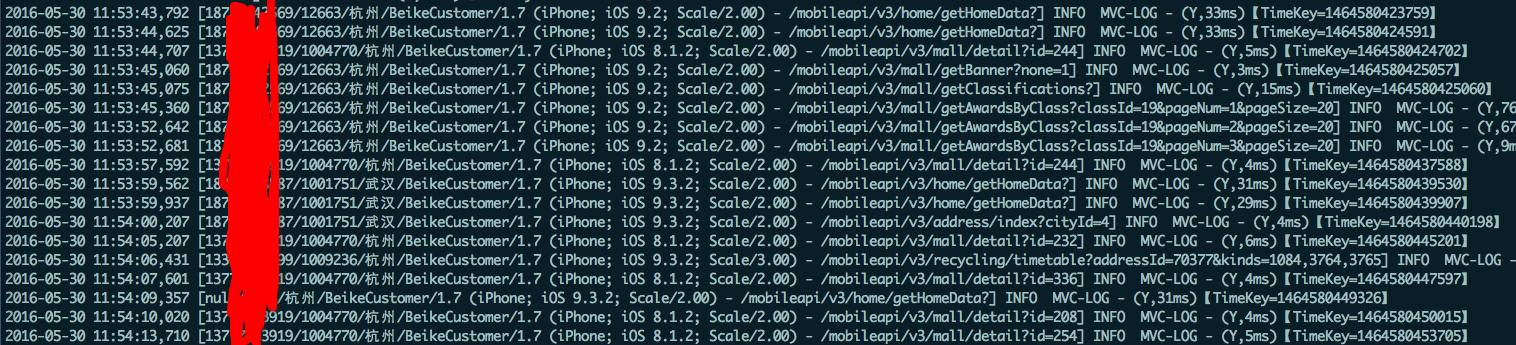 2016-05-30 11:53:43,792 [187 669/12663/杭州/BeikeCustomer/1.7 (iPhone; iOS 9.2; Scale/2.00) - /mobileapi/v3/home/getHomeData?] INFO  MVC-LOG - (Y,33ms)【TimeKey=1464580423759】
2016-05-30 11:53:44,625 [187 669/12663/杭州/BeikeCustomer/1.7 (iPhone; iOS 9.2; Scale/2.00) - /mobileapi/v3/home/getHomeData?] INFO  MVC-LOG - (Y,33ms)【TimeKey=1464580424591】
2016-05-30 11:53:44,707 [137 919/1004770/杭州/BeikeCustomer/1.7 (iPhone; iOS 8.1.2; Scale/2.00) - /mobileapi/v3/mall/detail?id=244] INFO  MVC-LOG - (Y,5ms)【TimeKey=1464580424702】
2016-05-30 11:53:45,060 [187 669/12663/杭州/BeikeCustomer/1.7 (iPhone; iOS 9.2; Scale/2.00) - /mobileapi/v3/mall/getBanner?none=1] INFO  MVC-LOG - (Y,3ms)【TimeKey=1464580425057】
2016-05-30 11:53:45,075 [187 669/12663/杭州/BeikeCustomer/1.7 (iPhone; iOS 9.2; Scale/2.00) - /mobileapi/v3/mall/getClassifications?] INFO  MVC-LOG - (Y,15ms)【TimeKey=1464580425060】
2016-05-30 11:53:45,360 [187 669/12663/杭州/BeikeCustomer/1.7 (iPhone; iOS 9.2; Scale/2.00) - /mobileapi/v3/mall/getAwardsByClass?classId=19&pageNum=1&pageSize=20] INFO  MVC-LOG - (Y,76
2016-05-30 11:53:52,642 [187 669/12663/杭州/BeikeCustomer/1.7 (iPhone; iOS 9.2; Scale/2.00) - /mobileapi/v3/mall/getAwardsByClass?classId=19&pageNum=2&pageSize=20] INFO  MVC-LOG - (Y,67
2016-05-30 11:53:52,681 [187 669/12663/杭州/BeikeCustomer/1.7 (iPhone; iOS 9.2; Scale/2.00) - /mobileapi/v3/mall/getAwardsByClass?classId=19&pageNum=3&pageSize=20] INFO  MVC-LOG - (Y,9m
2016-05-30 11:53:57,592 [13 919/1004770/杭州/BeikeCustomer/1.7 (iPhone; iOS 8.1.2; Scale/2.00) - /mobileapi/v3/mall/detail?id=244] INFO  MVC-LOG - (Y,4ms)【TimeKey=1464580437588】
2016-05-30 11:53:59,562 [18 87/1001751/武汉/BeikeCustomer/1.7 (iPhone; iOS 9.3.2; Scale/2.00) - /mobileapi/v3/home/getHomeData?] INFO  MVC-LOG - (Y,31ms)【TimeKey=1464580439530】
2016-05-30 11:53:59,937 [187 87/1001751/武汉/BeikeCustomer/1.7 (iPhone; iOS 9.3.2; Scale/2.00) - /mobileapi/v3/home/getHomeData?] INFO  MVC-LOG - (Y,29ms)【TimeKey=1464580439907】
2016-05-30 11:54:00,207 [187 87/1001751/武汉/BeikeCustomer/1.7 (iPhone; iOS 9.3.2; Scale/2.00) - /mobileapi/v3/address/index?cityId=4] INFO  MVC-LOG - (Y,4ms)【TimeKey=1464580440198】
2016-05-30 11:54:05,207 [137 919/1004770/杭州/BeikeCustomer/1.7 (iPhone; iOS 8.1.2; Scale/2.00) - /mobileapi/v3/mall/detail?id=232] INFO  MVC-LOG - (Y,6ms)【TimeKey=1464580445201】
2016-05-30 11:54:06,431 [133 99/1009236/杭州/BeikeCustomer/1.7 (iPhone; iOS 9.3.2; Scale/3.00) - /mobileapi/v3/recycling/timetable?addressId=70377&kinds=1084,3764,3765] INFO  MVC-LOG -
2016-05-30 11:54:07,601 [137 919/1004770/杭州/BeikeCustomer/1.7 (iPhone; iOS 8.1.2; Scale/2.00) - /mobileapi/v3/mall/detail?id=336] INFO  MVC-LOG - (Y,4ms)【TimeKey=1464580447597】
2016-05-30 11:54:09,357 [nul /杭州/BeikeCustomer/1.7 (iPhone; iOS 9.3.2; Scale/2.00) - /mobileapi/v3/home/getHomeData?] INFO  MVC-LOG - (Y,31ms)【TimeKey=1464580449326】
2016-05-30 11:54:10,020 [137 3919/1004770/杭州/BeikeCustomer/1.7 (iPhone; iOS 8.1.2; Scale/2.00) - /mobileapi/v3/mall/detail?id=208] INFO  MVC-LOG - (Y,4ms)【TimeKey=1464580450015】
2016-05-30 11:54:13,710 [137 3919/1004770/杭州/BeikeCustomer/1.7 (iPhone; iOS 8.1.2; Scale/2.00) - /mobileapi/v3/mall/detail?id=254] INFO  MVC-LOG - (Y,5ms)【TimeKey=1464580453705】